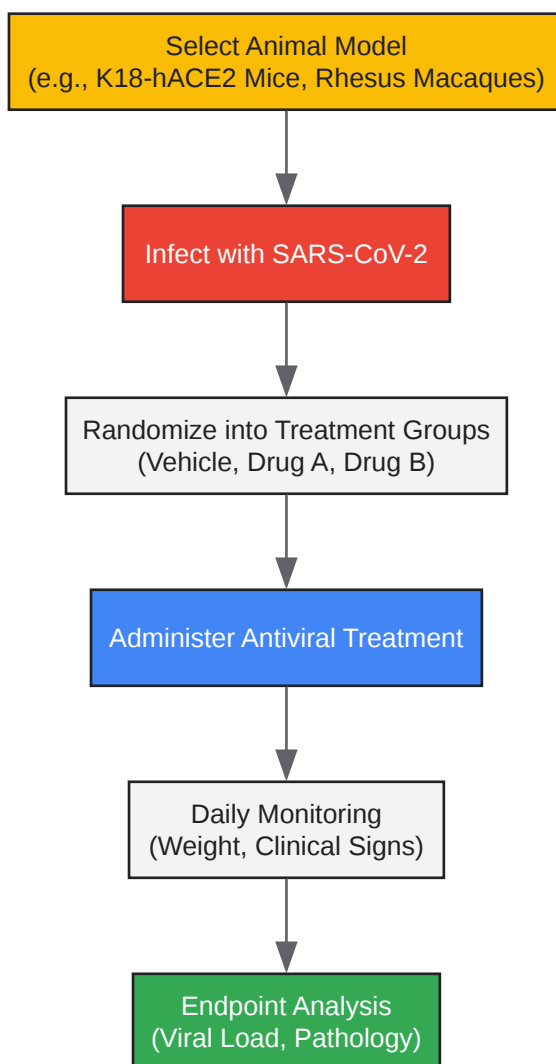 Select Animal Model
(e.g., K18-hACE2 Mice, Rhesus Macaques)
Infect with SARS-CoV-2
Randomize into Treatment Groups
(Vehicle, Drug A, Drug B)
Administer Antiviral Treatment
Daily Monitoring
(Weight, Clinical Signs)
Endpoint Analysis
(Viral Load, Pathology)